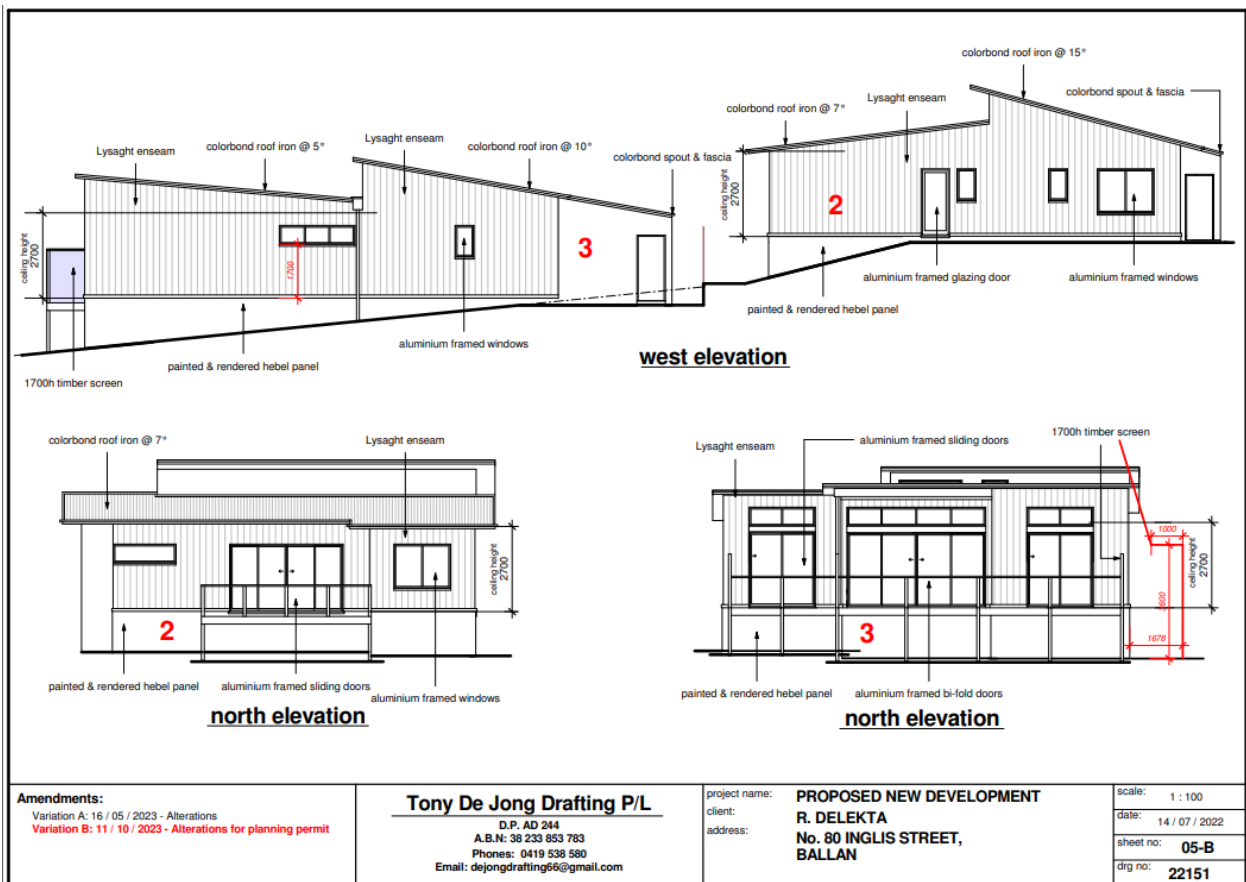 colorbond roof iron @ 15°
Lysaght enseam
colorbond spout & fascia
colorbond roof iron @ 7°
Lysaght enseam
Lysaght enseam
colorbond roof iron @ 5°
colorbond roof iron @ 10°
colorbond spout & fascia
ceiling height
2700
ceiling height
2700
1700
3
2
aluminium framed glazing door
aluminium framed windows
painted & rendered hebel panel
aluminium framed windows
painted & rendered hebel panel
1700h timber screen
west elevation
colorbond roof iron @ 7°
Lysaght enseam
ceiling height
2700
2
painted & rendered hebel panel
aluminium framed sliding doors
aluminium framed windows
north elevation
Lysaght enseam
aluminium framed sliding doors
1700h timber screen
1000
ceiling height
2700
1678
3
painted & rendered hebel panel
aluminium framed bi-fold doors
north elevation
Amendments:
Variation A: 16 / 05 / 2023 - Alterations
Variation B: 11 / 10 / 2023 - Alterations for planning permit
Tony De Jong Drafting P/L
D.P. AD 244
A.B.N: 38 233 853 783
Phones: 0419 538 580
Email: dejongdrafting66@gmail.com
project name: PROPOSED NEW DEVELOPMENT
client: R. DELEKTA
address: No. 80 INGLIS STREET,
BALLAN
scale: 1 : 100
date: 14 / 07 / 2022
sheet no: 05-B
drg no: 22151